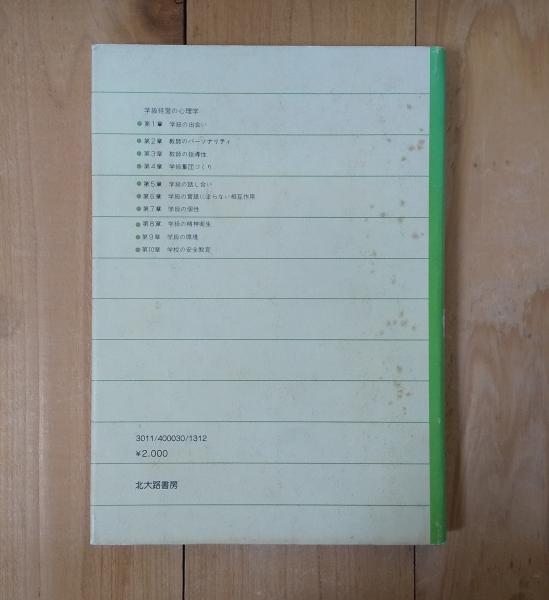 学級経営の心理学
●第1章 学級の出会い
●第2章 教師のパーソナリティ
●第3章 教師の指導性
●第4章 学級集団づくり
●第5章 学級の話し合い
●第6章 学級の言語に依らない相互作用
●第7章 学級の個性
●第8章 学級の精神衛生
●第9章 学級の環境
●第10章 学校の安全教育
3011/400030/1312
¥2.000
北大路書房